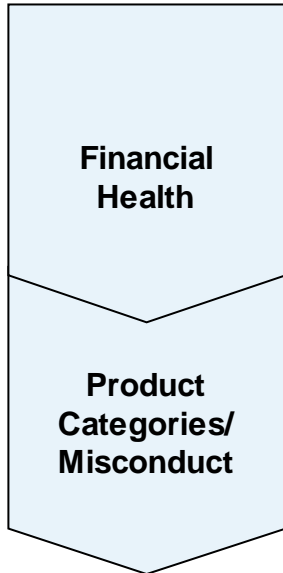 Financial
Health
Product
Categories/
Misconduct